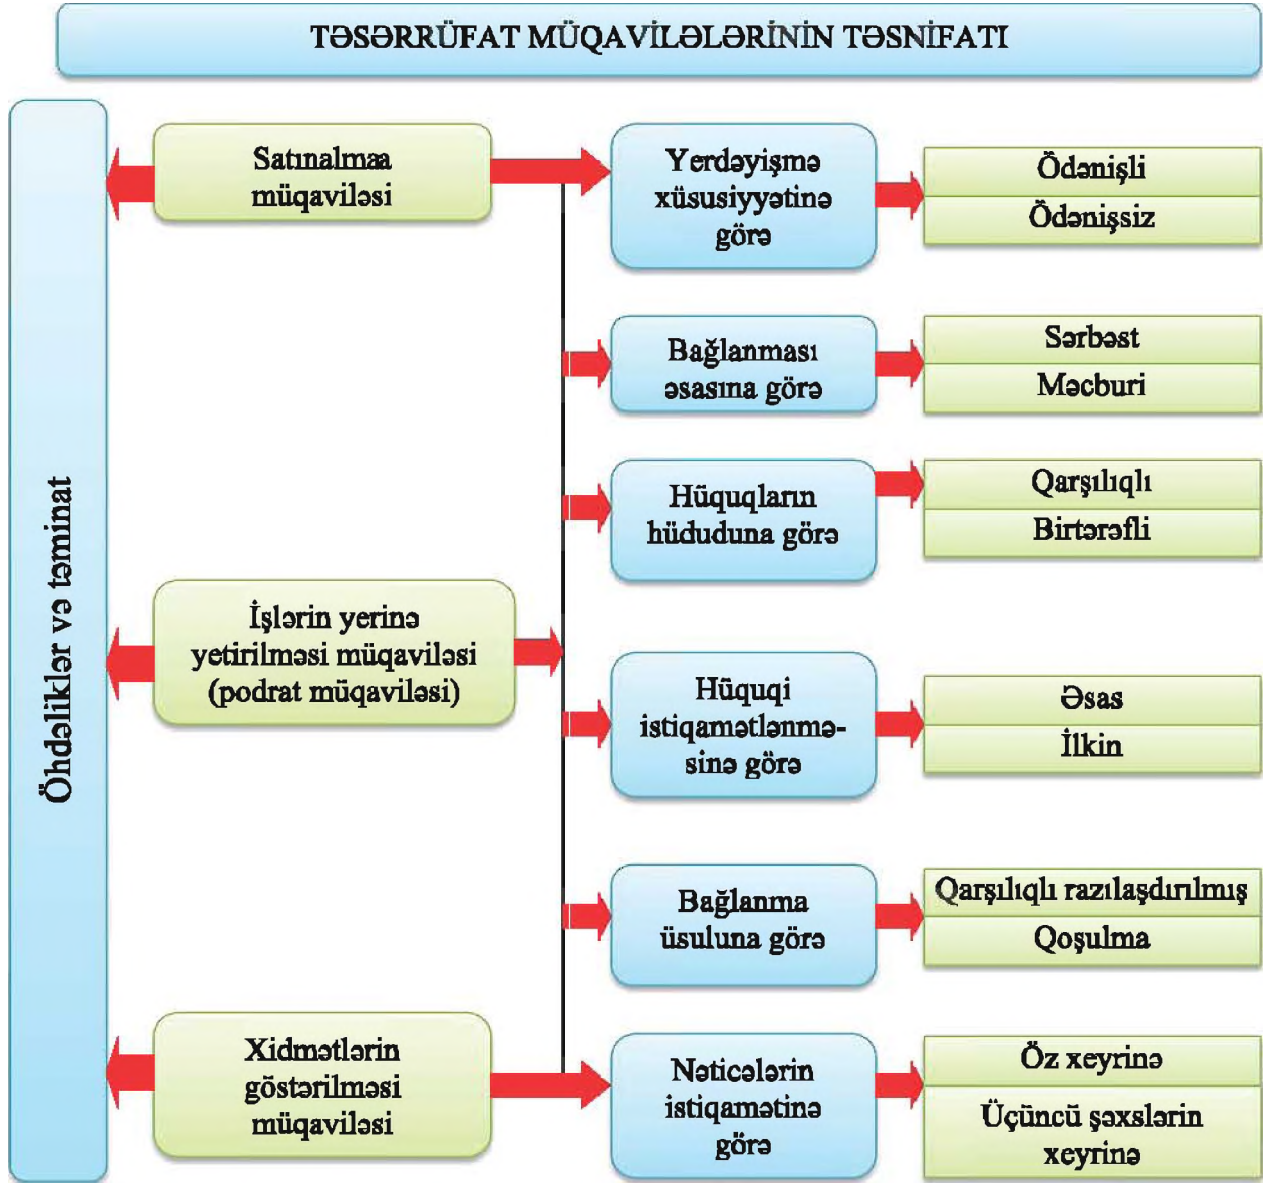 TƏSƏRRÜFAT MÜQAVİLƏLƏRİNİN TƏSNİFATI
Öhdəliklər və təminat
Satınalmaa
müqaviləsi
İşlərin yerinə
yetirilməsi müqaviləsi
(podrat müqaviləsi)
Xidmətlərin
göstərilməsi
müqaviləsi
Yerdəyişmə
xüsusiyyətinə
görə
Ödənişli
Ödənişsiz
Bağlanması
əsasına görə
Sərbəst
Məcburi
Hüquqların
hüduduna görə
Qarşılıqlı
Birtərəfli
Hüquqi
istiqamətlənmə-
sinə görə
Əsas
İlkin
Bağlanma
üsuluna görə
Qarşılıqlı razılaşdırılmış
Qoşulma
Nəticələrin
istiqamətinə
görə
Öz xeyrinə
Üçüncü şəxslərin
xeyrinə